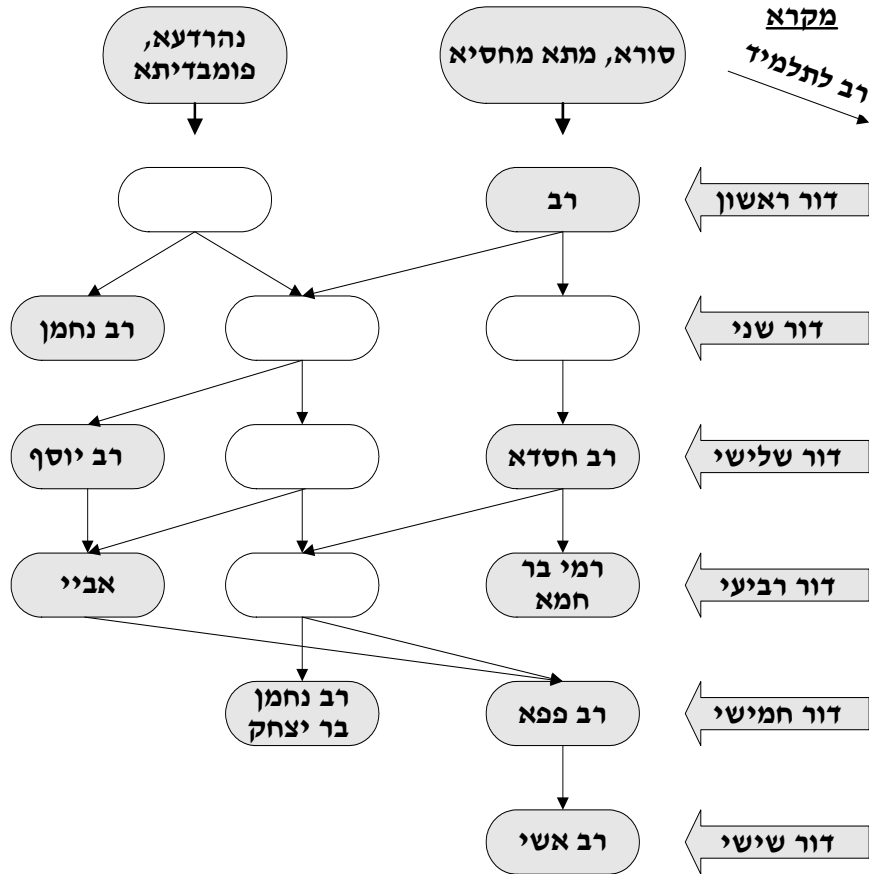 מקרא
רב לתלמיד
סורא, מתא מחסיא
נהרדעא,
פומבדיתא
דור ראשון
רב
דור שני
רב נחמן
דור שלישי
רב חסדא
רב יוסף
דור רביעי
רמי בר
חמא
אביי
דור חמישי
רב פפא
רב נחמן
בר יצחק
דור שישי
רב אשי